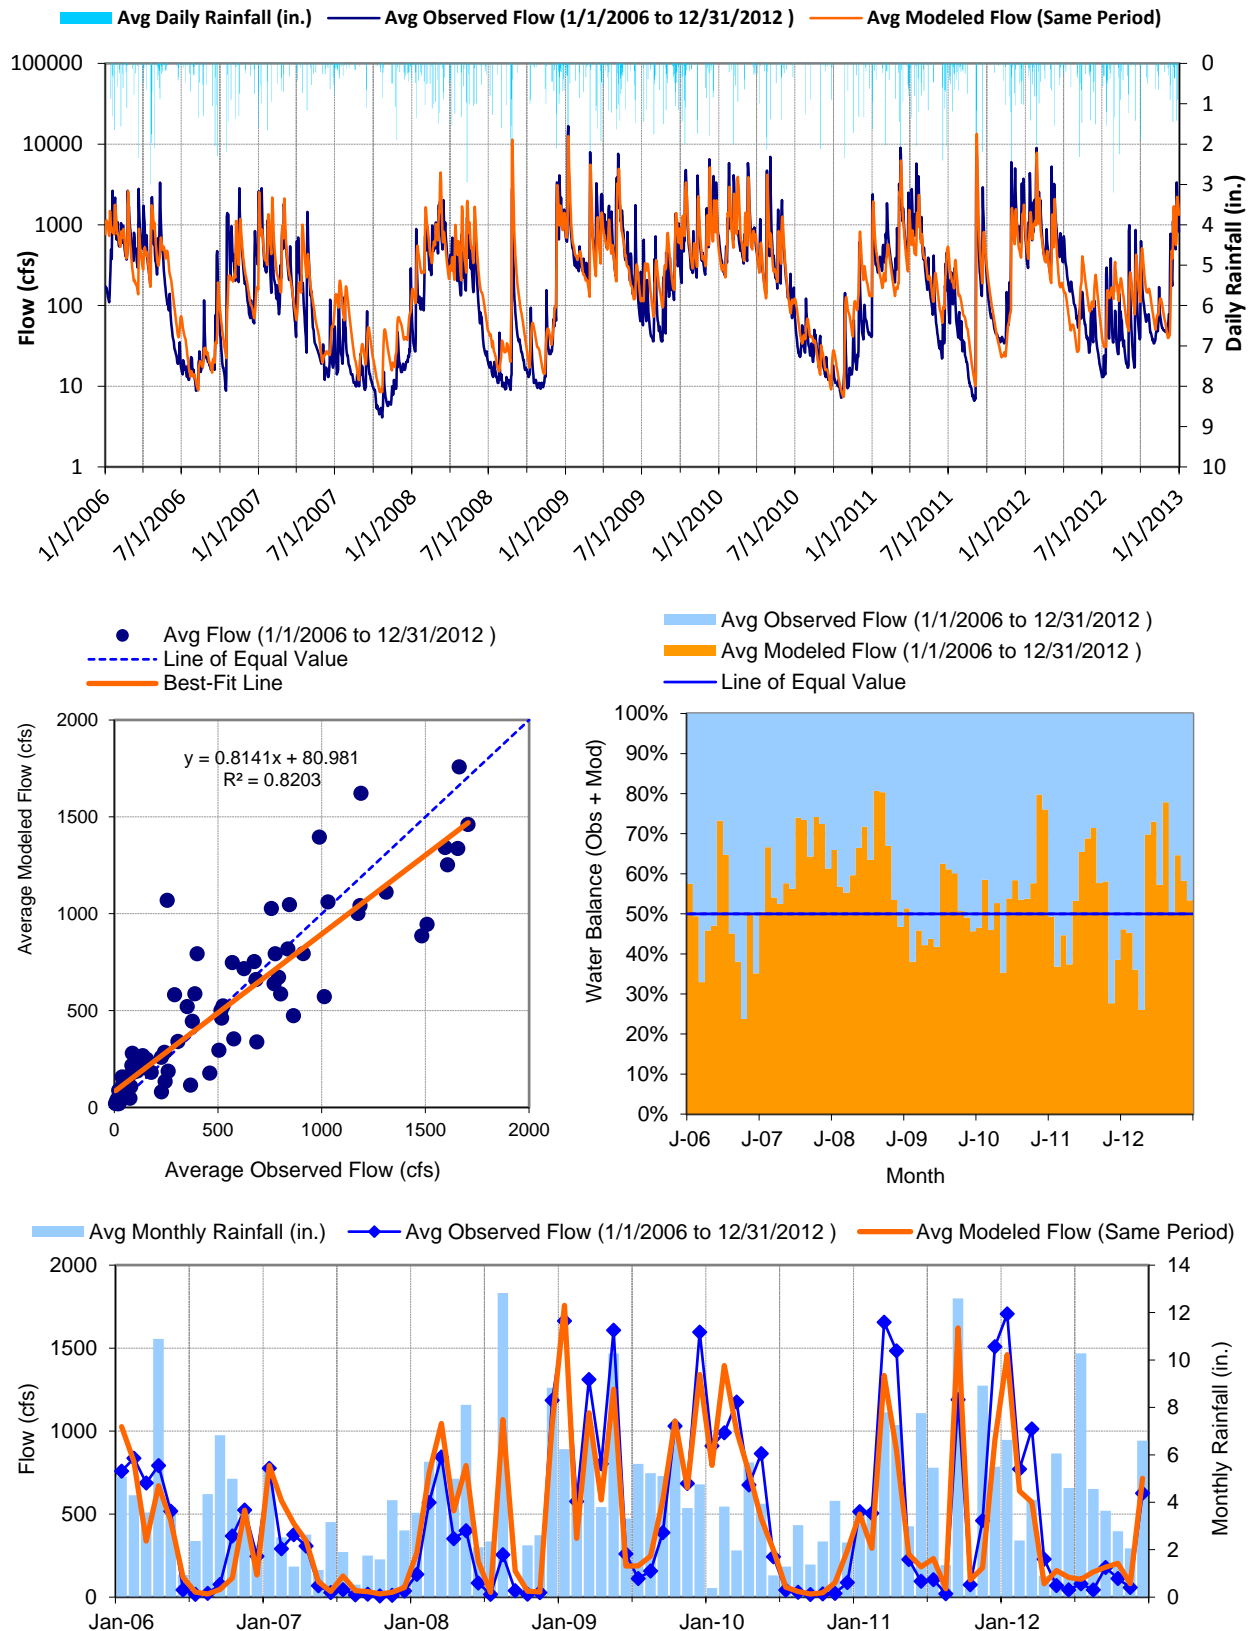 Avg Daily Rainfall (in.) Avg Observed Flow (1/1/2006 to 12/31/2012 ) Avg Modeled Flow (Same Period)
100000
10000
1000
100
10
1
Flow (cfs)
0
1
2
3
4
5
6
7
8
9
10
Daily Rainfall (in.)
1/1/2006
7/1/2006
1/1/2007
7/1/2007
1/1/2008
7/1/2008
1/1/2009
7/1/2009
1/1/2010
7/1/2010
1/1/2011
7/1/2011
1/1/2012
7/1/2012
1/1/2013
Avg Flow (1/1/2006 to 12/31/2012 )
Line of Equal Value
Best-Fit Line
y = 0.8141x + 80.981
R² = 0.8203
2000
1500
1000
500
0
Average Modeled Flow (cfs)
0 500 1000 1500 2000
Average Observed Flow (cfs)
Avg Observed Flow (1/1/2006 to 12/31/2012 )
Avg Modeled Flow (1/1/2006 to 12/31/2012 )
Line of Equal Value
100%
90%
80%
70%
60%
50%
40%
30%
20%
10%
0%
Water Balance (Obs + Mod)
J-06 J-07 J-08 J-09 J-10 J-11 J-12
Month
Avg Monthly Rainfall (in.) Avg Observed Flow (1/1/2006 to 12/31/2012 ) Avg Modeled Flow (Same Period)
2000
1500
1000
500
0
Flow (cfs)
14
12
10
8
6
4
2
0
Monthly Rainfall (in.)
Jan-06 Jan-07 Jan-08 Jan-09 Jan-10 Jan-11 Jan-12